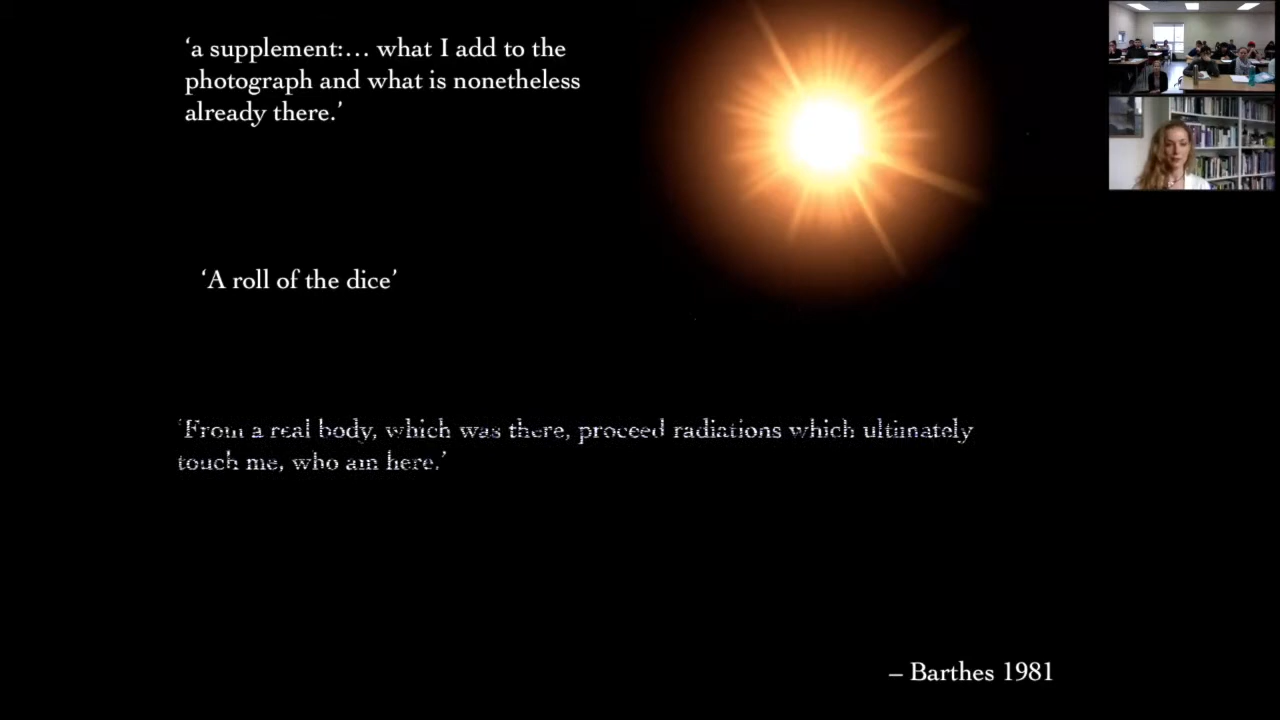 ‘a supplement:… what I add to the
photograph and what is nonetheless
already there.’
‘A roll of the dice’
‘From a real body, which was there, proceed radiations which ultimately
touch me, who am here.’
– Barthes 1981